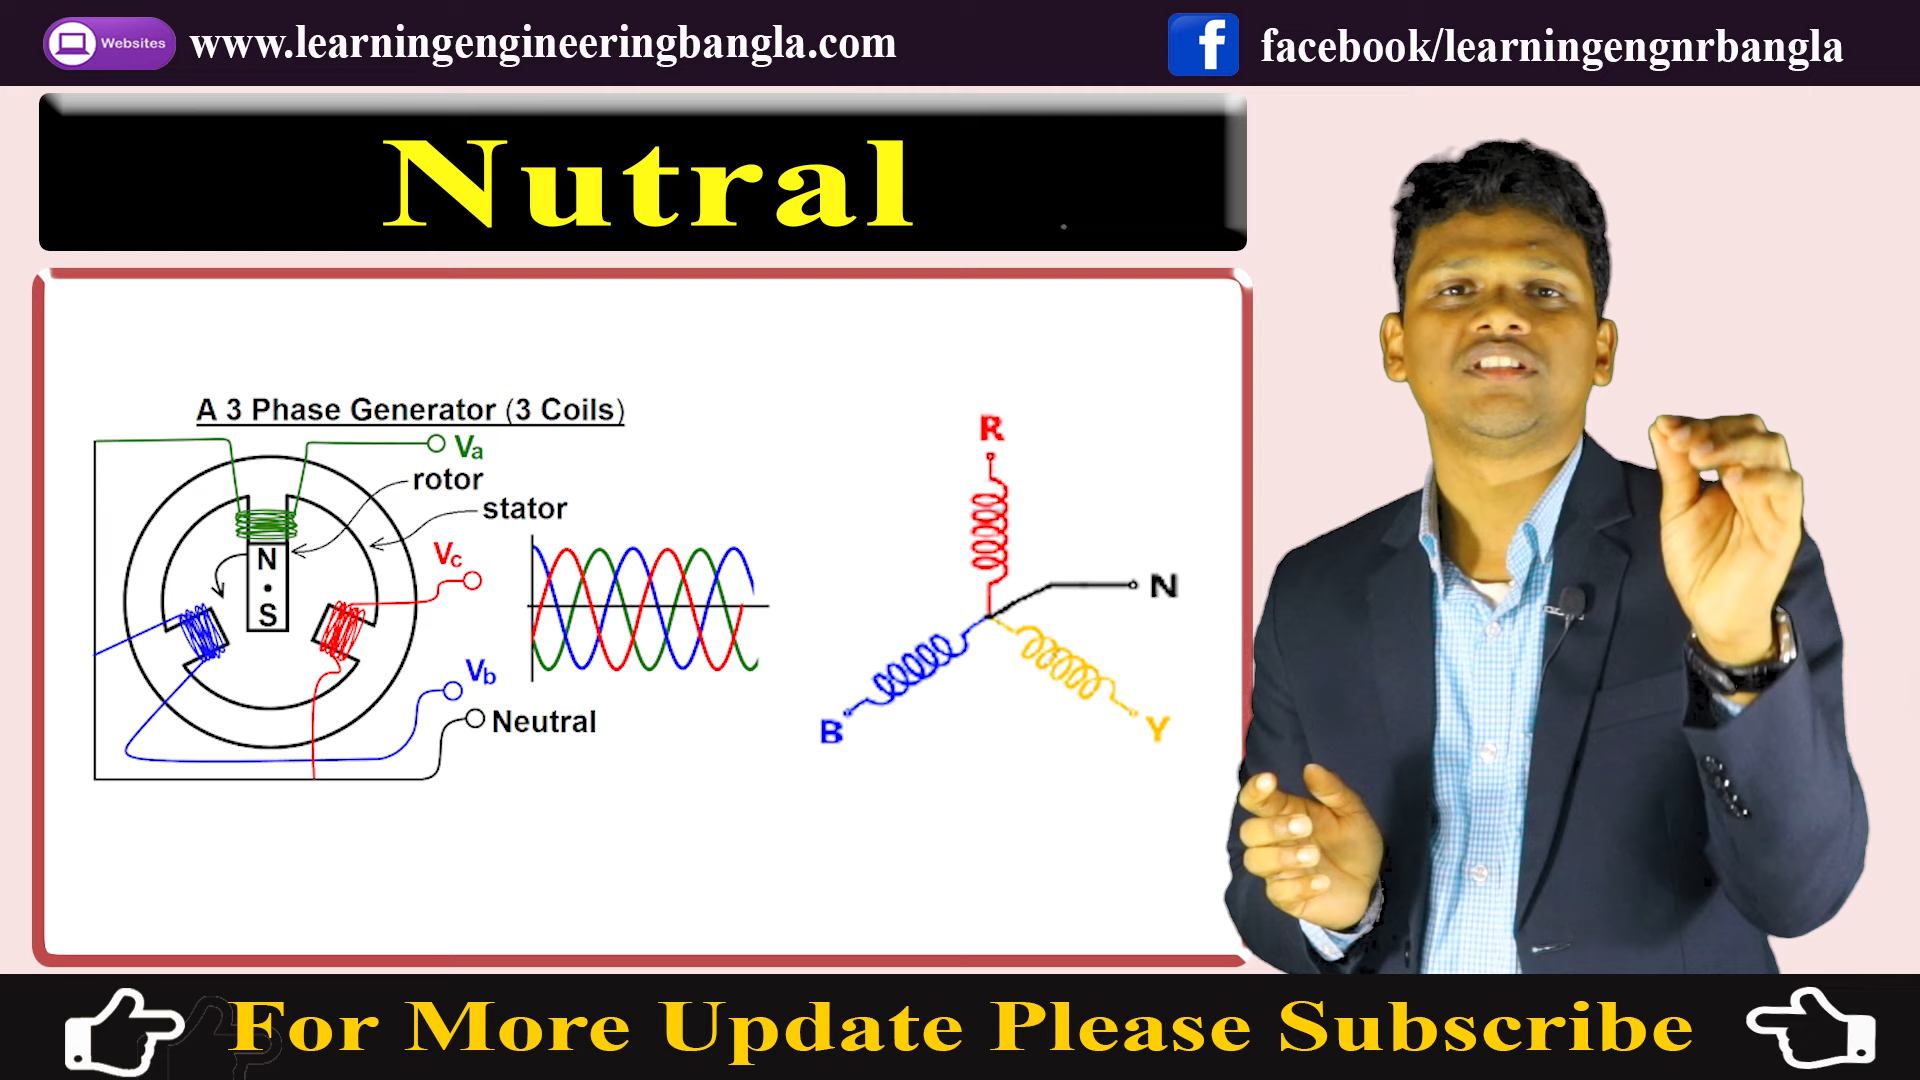 Websites www.learningengineeringbangla.com
facebook/learningengnrbangla
Nutral
A 3 Phase Generator (3 Coils)
Va
rotor
stator
Vc
N
S
Vb
Neutral
R
N
B
Y
For More Update Please Subscribe